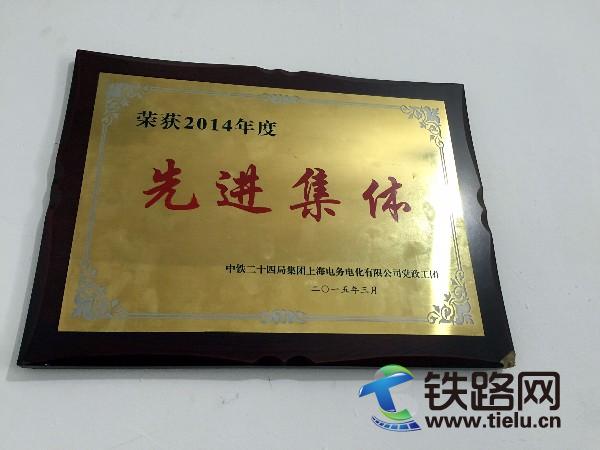 荣获2014年度
先进集体
中铁二十四局集团上海电务电化有限公司党政工团
二〇一五年三月
铁路网
www.tielu.cn